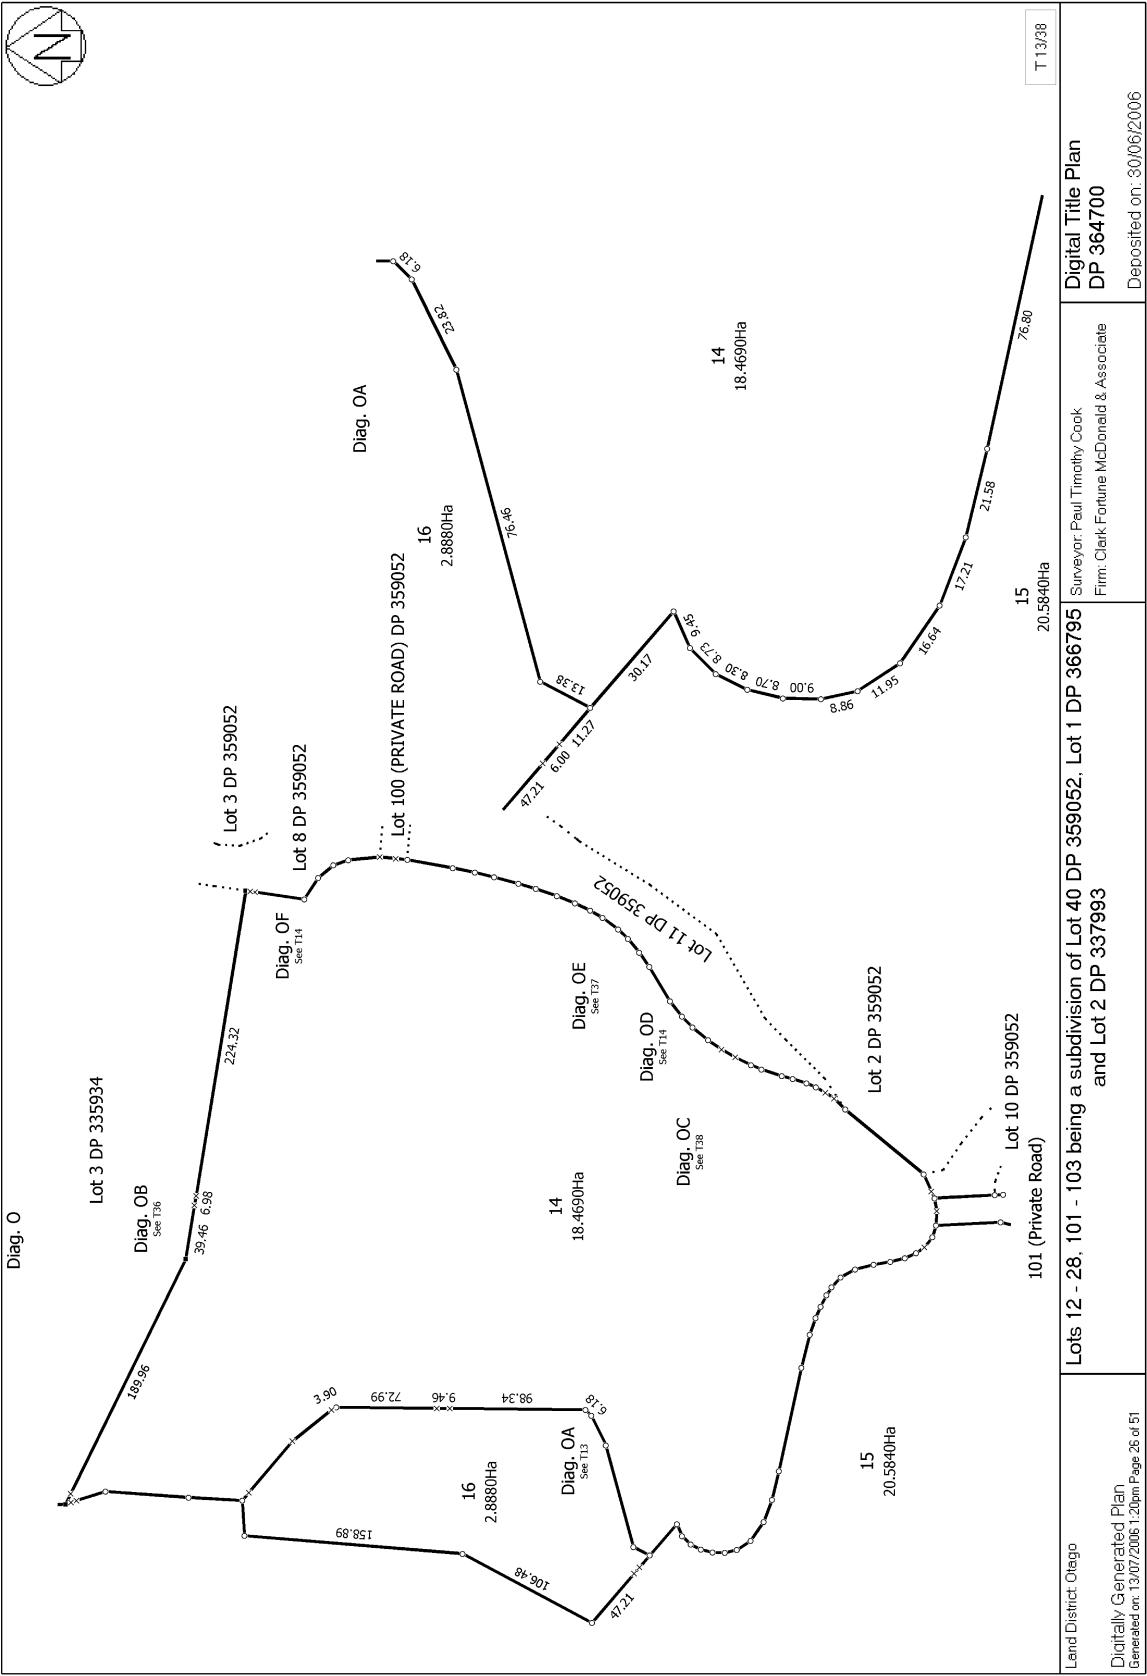 N
T 13/38
Diag. O
Lot 3 DP 335934
Diag. OB
See T36
189.96
39.46
6.98
224.32
Lot 3 DP 359052
Lot 8 DP 359052
Diag. OF
See T14
Lot 100 (PRIVATE ROAD) DP 359052
Diag. OE
See T37
Diag. OD
See T14
Diag. OC
See T38
Lot 11 DP 359052
Lot 2 DP 359052
Lot 10 DP 359052
101 (Private Road)
14
18.4690Ha
15
20.5840Ha
16
2.8880Ha
Diag. OA
See T13
3.90
72.99
9.46
98.34
6.18
158.89
106.48
47.21
Diag. OA
16
2.8880Ha
14
18.4690Ha
15
20.5840Ha
6.18
23.82
76.46
13.38
47.21
6.00
11.27
30.17
9.45
8.73
8.30
8.70
9.00
8.86
11.95
16.64
17.21
21.58
76.80
Land District: Otago
Digitally Generated Plan
Generated on: 13/07/2006 1:20pm Page 26 of 51
Lots 12 - 28, 101 - 103 being a subdivision of Lot 40 DP 359052, Lot 1 DP 366795
and Lot 2 DP 337993
Surveyor: Paul Timothy Cook
Firm: Clark Fortune McDonald & Associate
Digital Title Plan
DP 364700
Deposited on: 30/06/2006